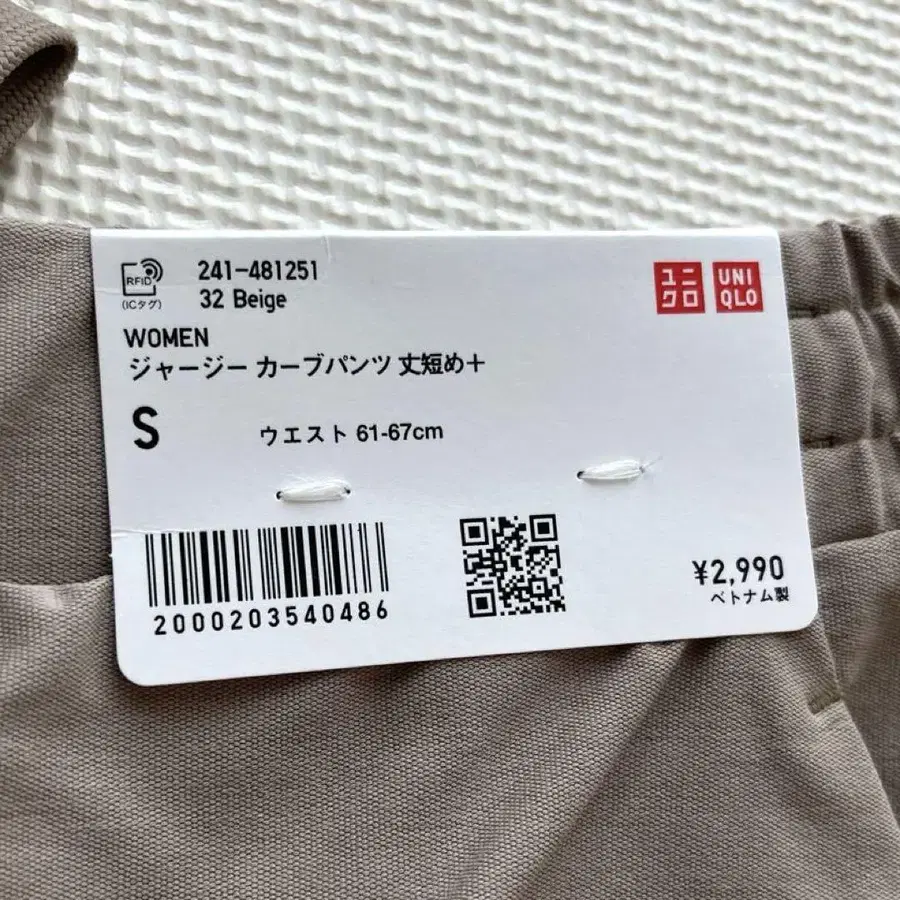 RFID
(ICタグ)
241-481251
32 Beige
ユニ
クロ
UNI
QLO
WOMEN
ジャージー カーブパンツ 丈短め＋
S
ウエスト 61-67cm
2000203540486
¥2,990
ベトナム製